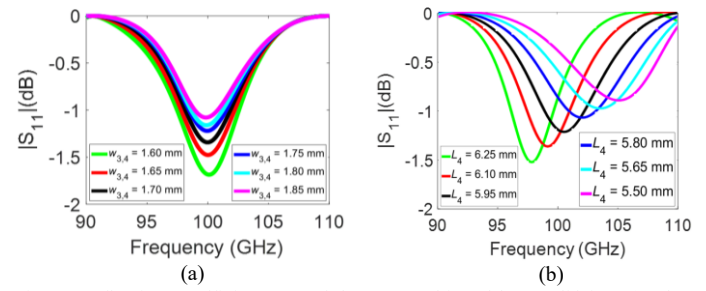 0
-0.5
-1
-1.5
-2
|S11|(dB)
w3,4 = 1.60 mm
w3,4 = 1.65 mm
w3,4 = 1.70 mm
w3,4 = 1.75 mm
w3,4 = 1.80 mm
w3,4 = 1.85 mm
90 95 100 105 110
Frequency (GHz)
(a)
0
-0.5
-1
-1.5
-2
|S11|(dB)
L4 = 6.25 mm
L4 = 6.10 mm
L4 = 5.95 mm
L4 = 5.80 mm
L4 = 5.65 mm
L4 = 5.50 mm
90 95 100 105 110
Frequency (GHz)
(b)